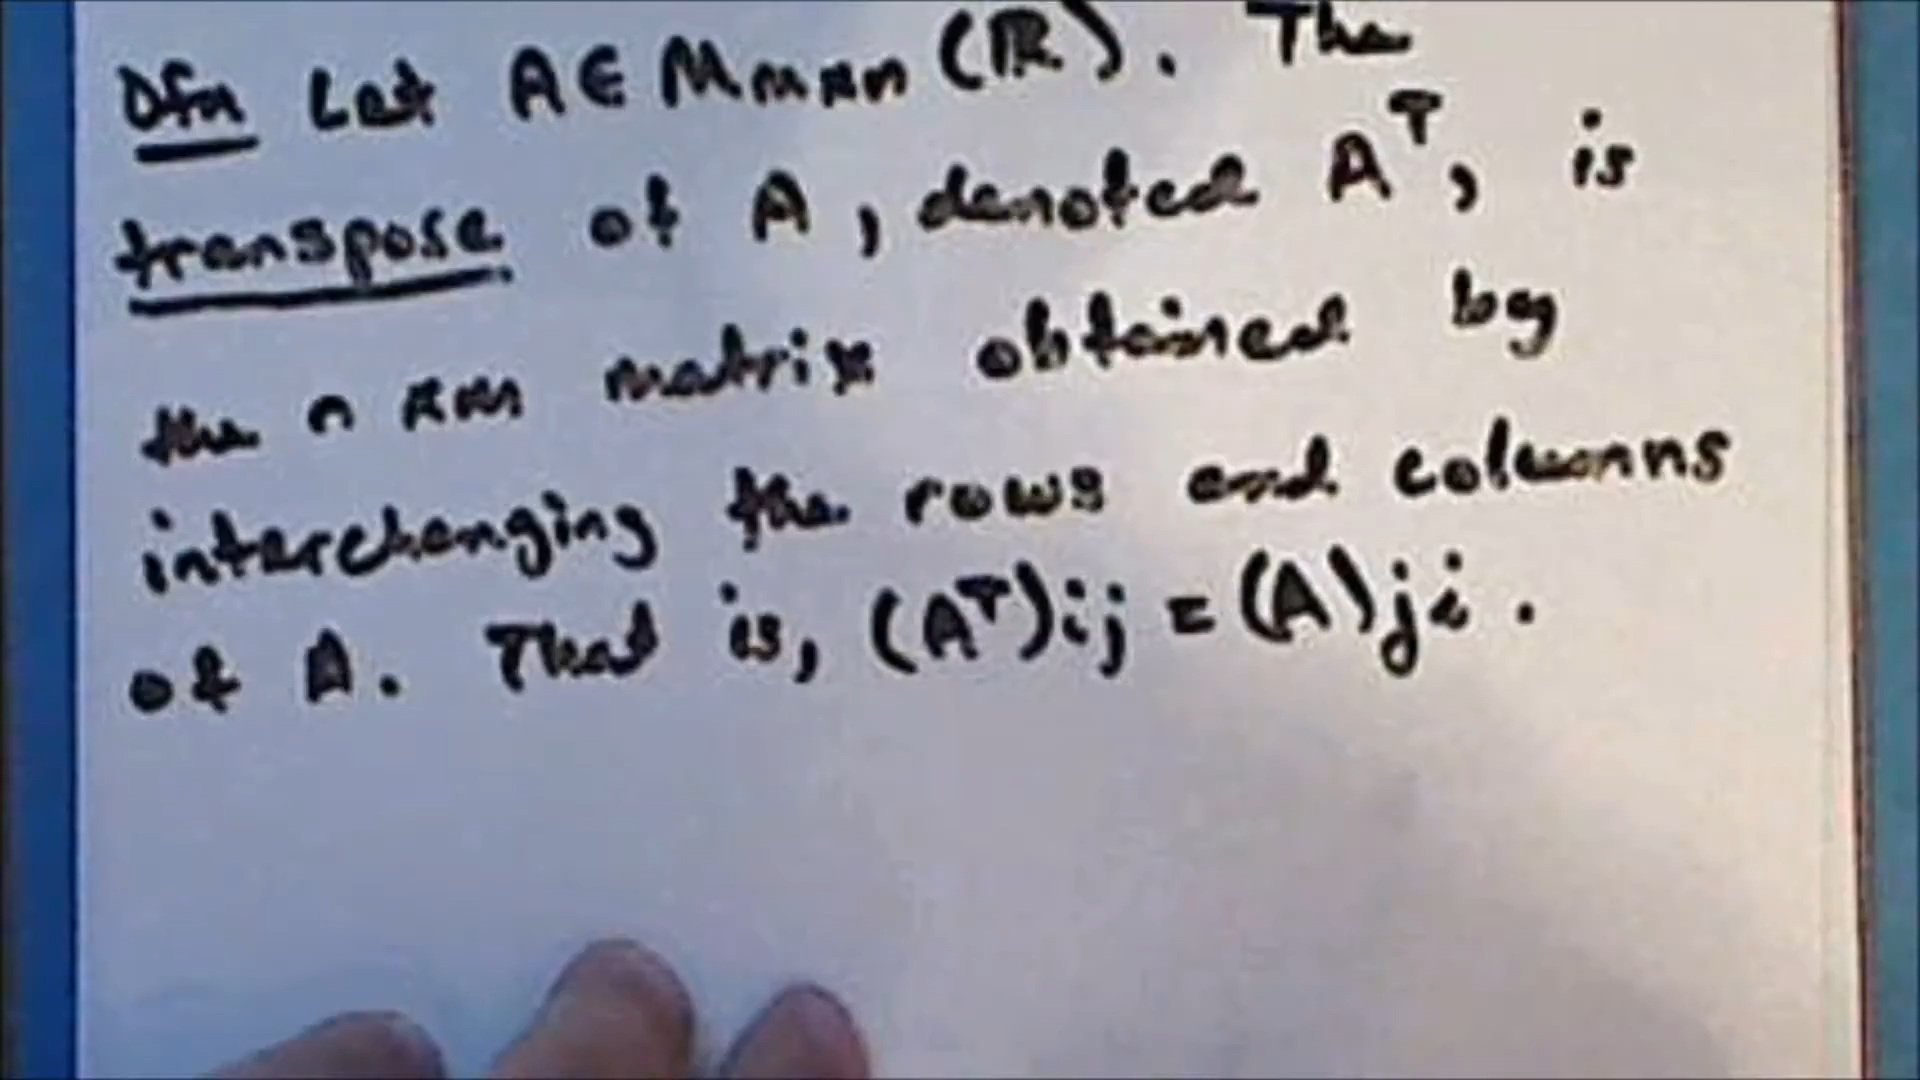 Dfn Let A ∈ Mmxn (ℝ). The
transpose of A, denoted Aᵀ, is
the n x m matrix obtained by
interchanging the rows and columns
of A. That is, (Aᵀ)ij = (A)ji.